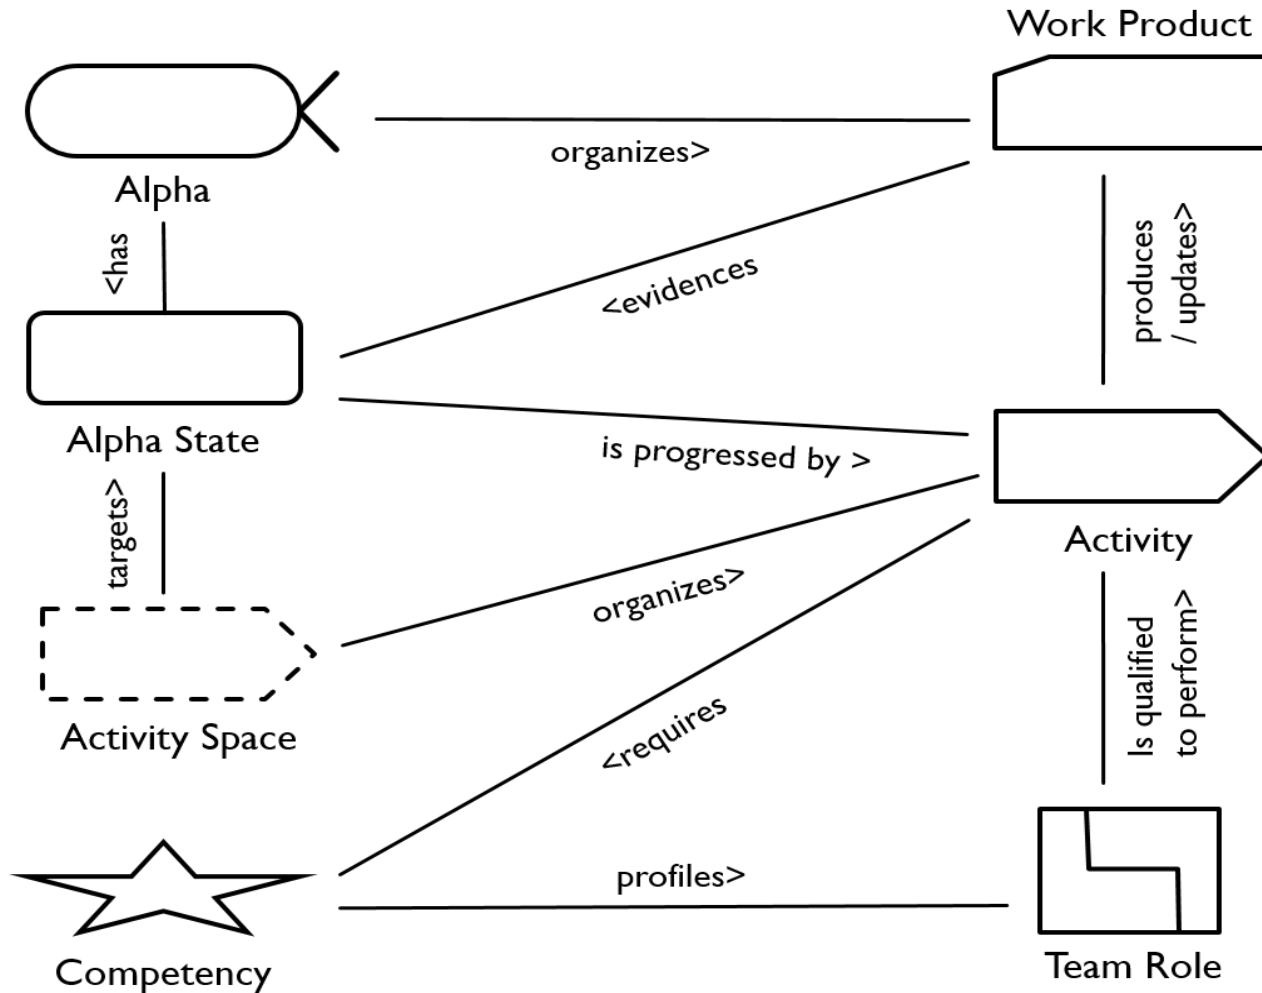 Work Product
organizes>
Alpha
<has
<evidences
produces
/ updates>
Alpha State
is progressed by >
targets>
Activity
organizes>
Is qualified
to perform>
Activity Space
<requires
profiles>
Competency
Team Role